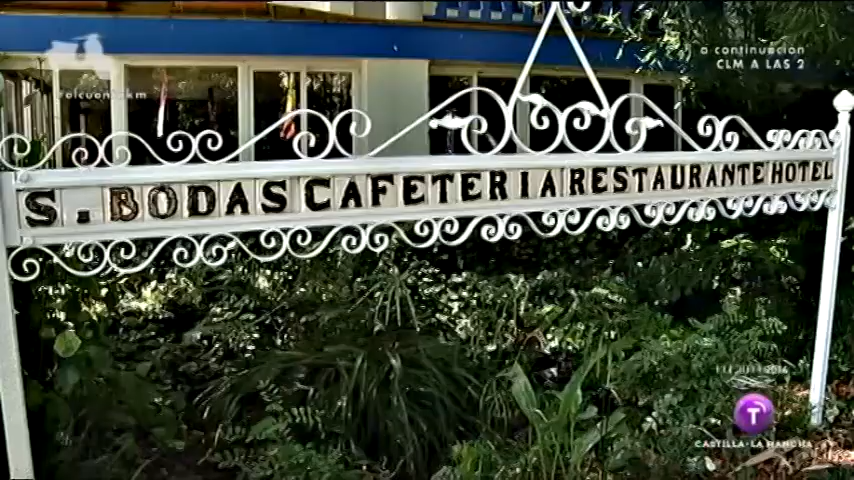 a continuación
CLM A LAS 2
S. BODAS CAFETERIA RESTAURANTE HOTEL
T
CASTILLA-LA MANCHA